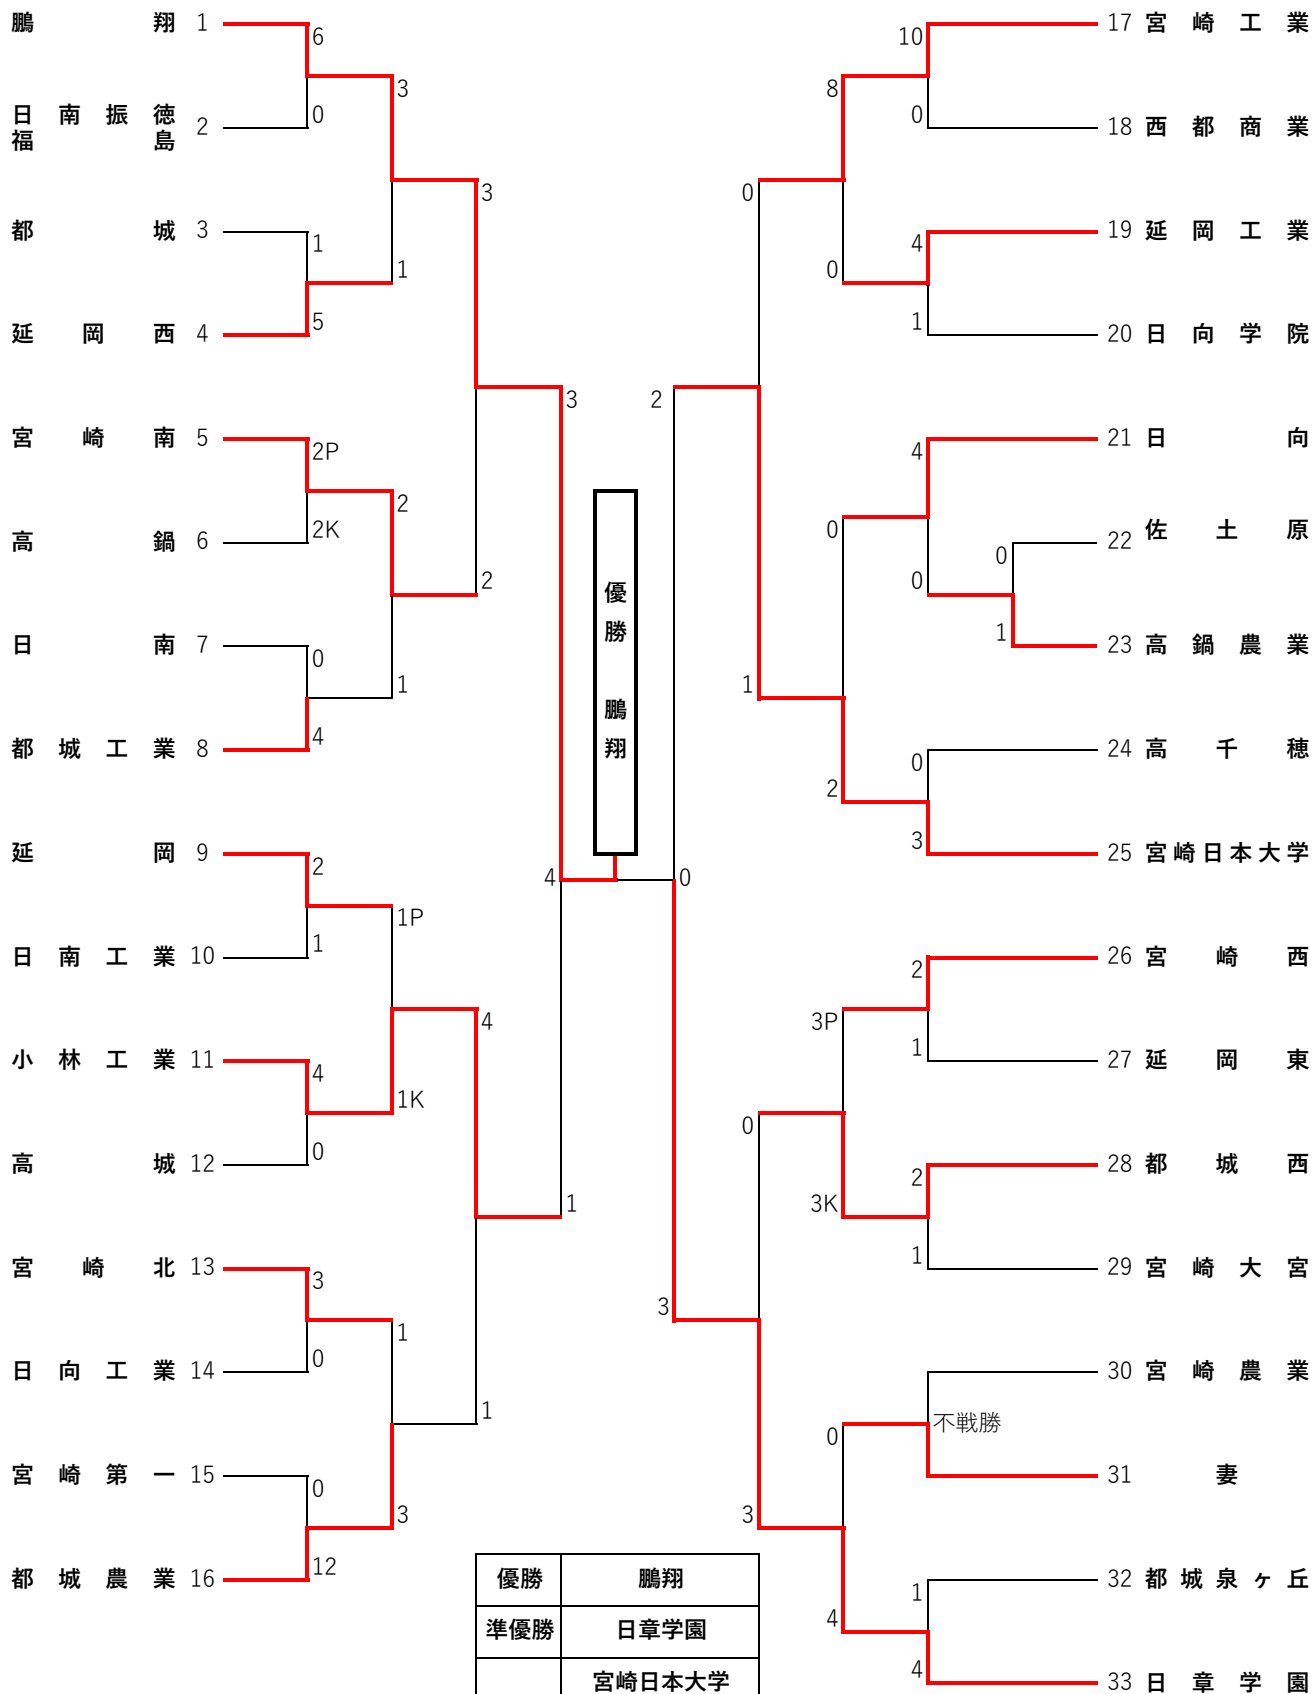 鵬翔 1
日南振徳
福島 2
都城 3
延岡西 4
宮崎南 5
高鍋 6
日南 7
都城工業 8
延岡 9
日南工業 10
小林工業 11
高城 12
宮崎北 13
日向工業 14
宮崎第一 15
都城農業 16
6
0
1
5
2P
2K
0
4
2
1
4
0
3
0
0
12
3
1
2
1
1P
1K
1
3
3
2
4
1
3
1
4
優勝 鵬翔
0
2
3
0
1
0
3
8
0
0
2
3P
3K
0
4
10
0
4
1
4
0
0
1
0
3
2
1
2
1
不戦勝
1
4
17 宮崎工業
18 西都商業
19 延岡工業
20 日向学院
21 日向
22 佐土原
23 高鍋農業
24 高千穂
25 宮崎日本大学
26 宮崎西
27 延岡東
28 都城西
29 宮崎大宮
30 宮崎農業
31 妻
32 都城泉ヶ丘
33 日章学園
優勝 鵬翔
準優勝 日章学園
宮崎日本大学